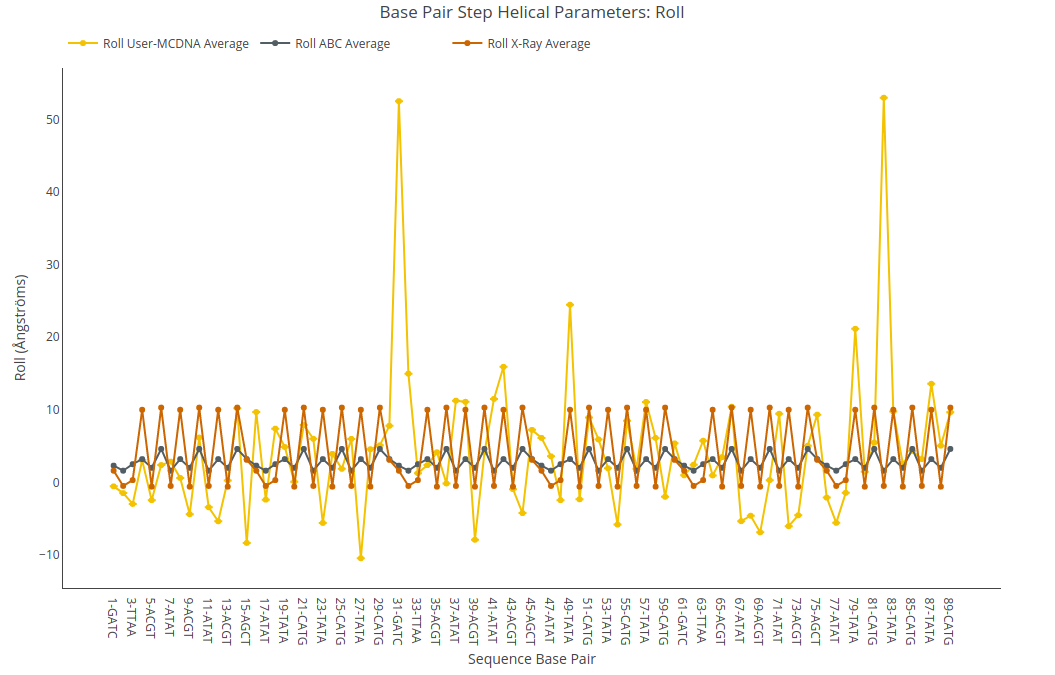 Base Pair Step Helical Parameters: Roll
Roll User-MCDNA Average Roll ABC Average Roll X-Ray Average
Roll (Ångströms)
50
40
30
20
10
0
−10
1-GATC
3-TTAA
5-ACGT
7-ATAT
9-ACGT
11-ATAT
13-ACGT
15-AGCT
17-ATAT
19-TATA
21-CATG
23-TATA
25-CATG
27-TATA
29-CATG
31-GATC
33-TTAA
35-ACGT
37-ATAT
39-ACGT
41-ATAT
43-ACGT
45-AGCT
47-ATAT
49-TATA
51-CATG
53-TATA
55-CATG
57-TATA
59-CATG
61-GATC
63-TTAA
65-ACGT
67-ATAT
69-ACGT
71-ATAT
73-ACGT
75-AGCT
77-ATAT
79-TATA
81-CATG
83-TATA
85-CATG
87-TATA
89-CATG
Sequence Base Pair